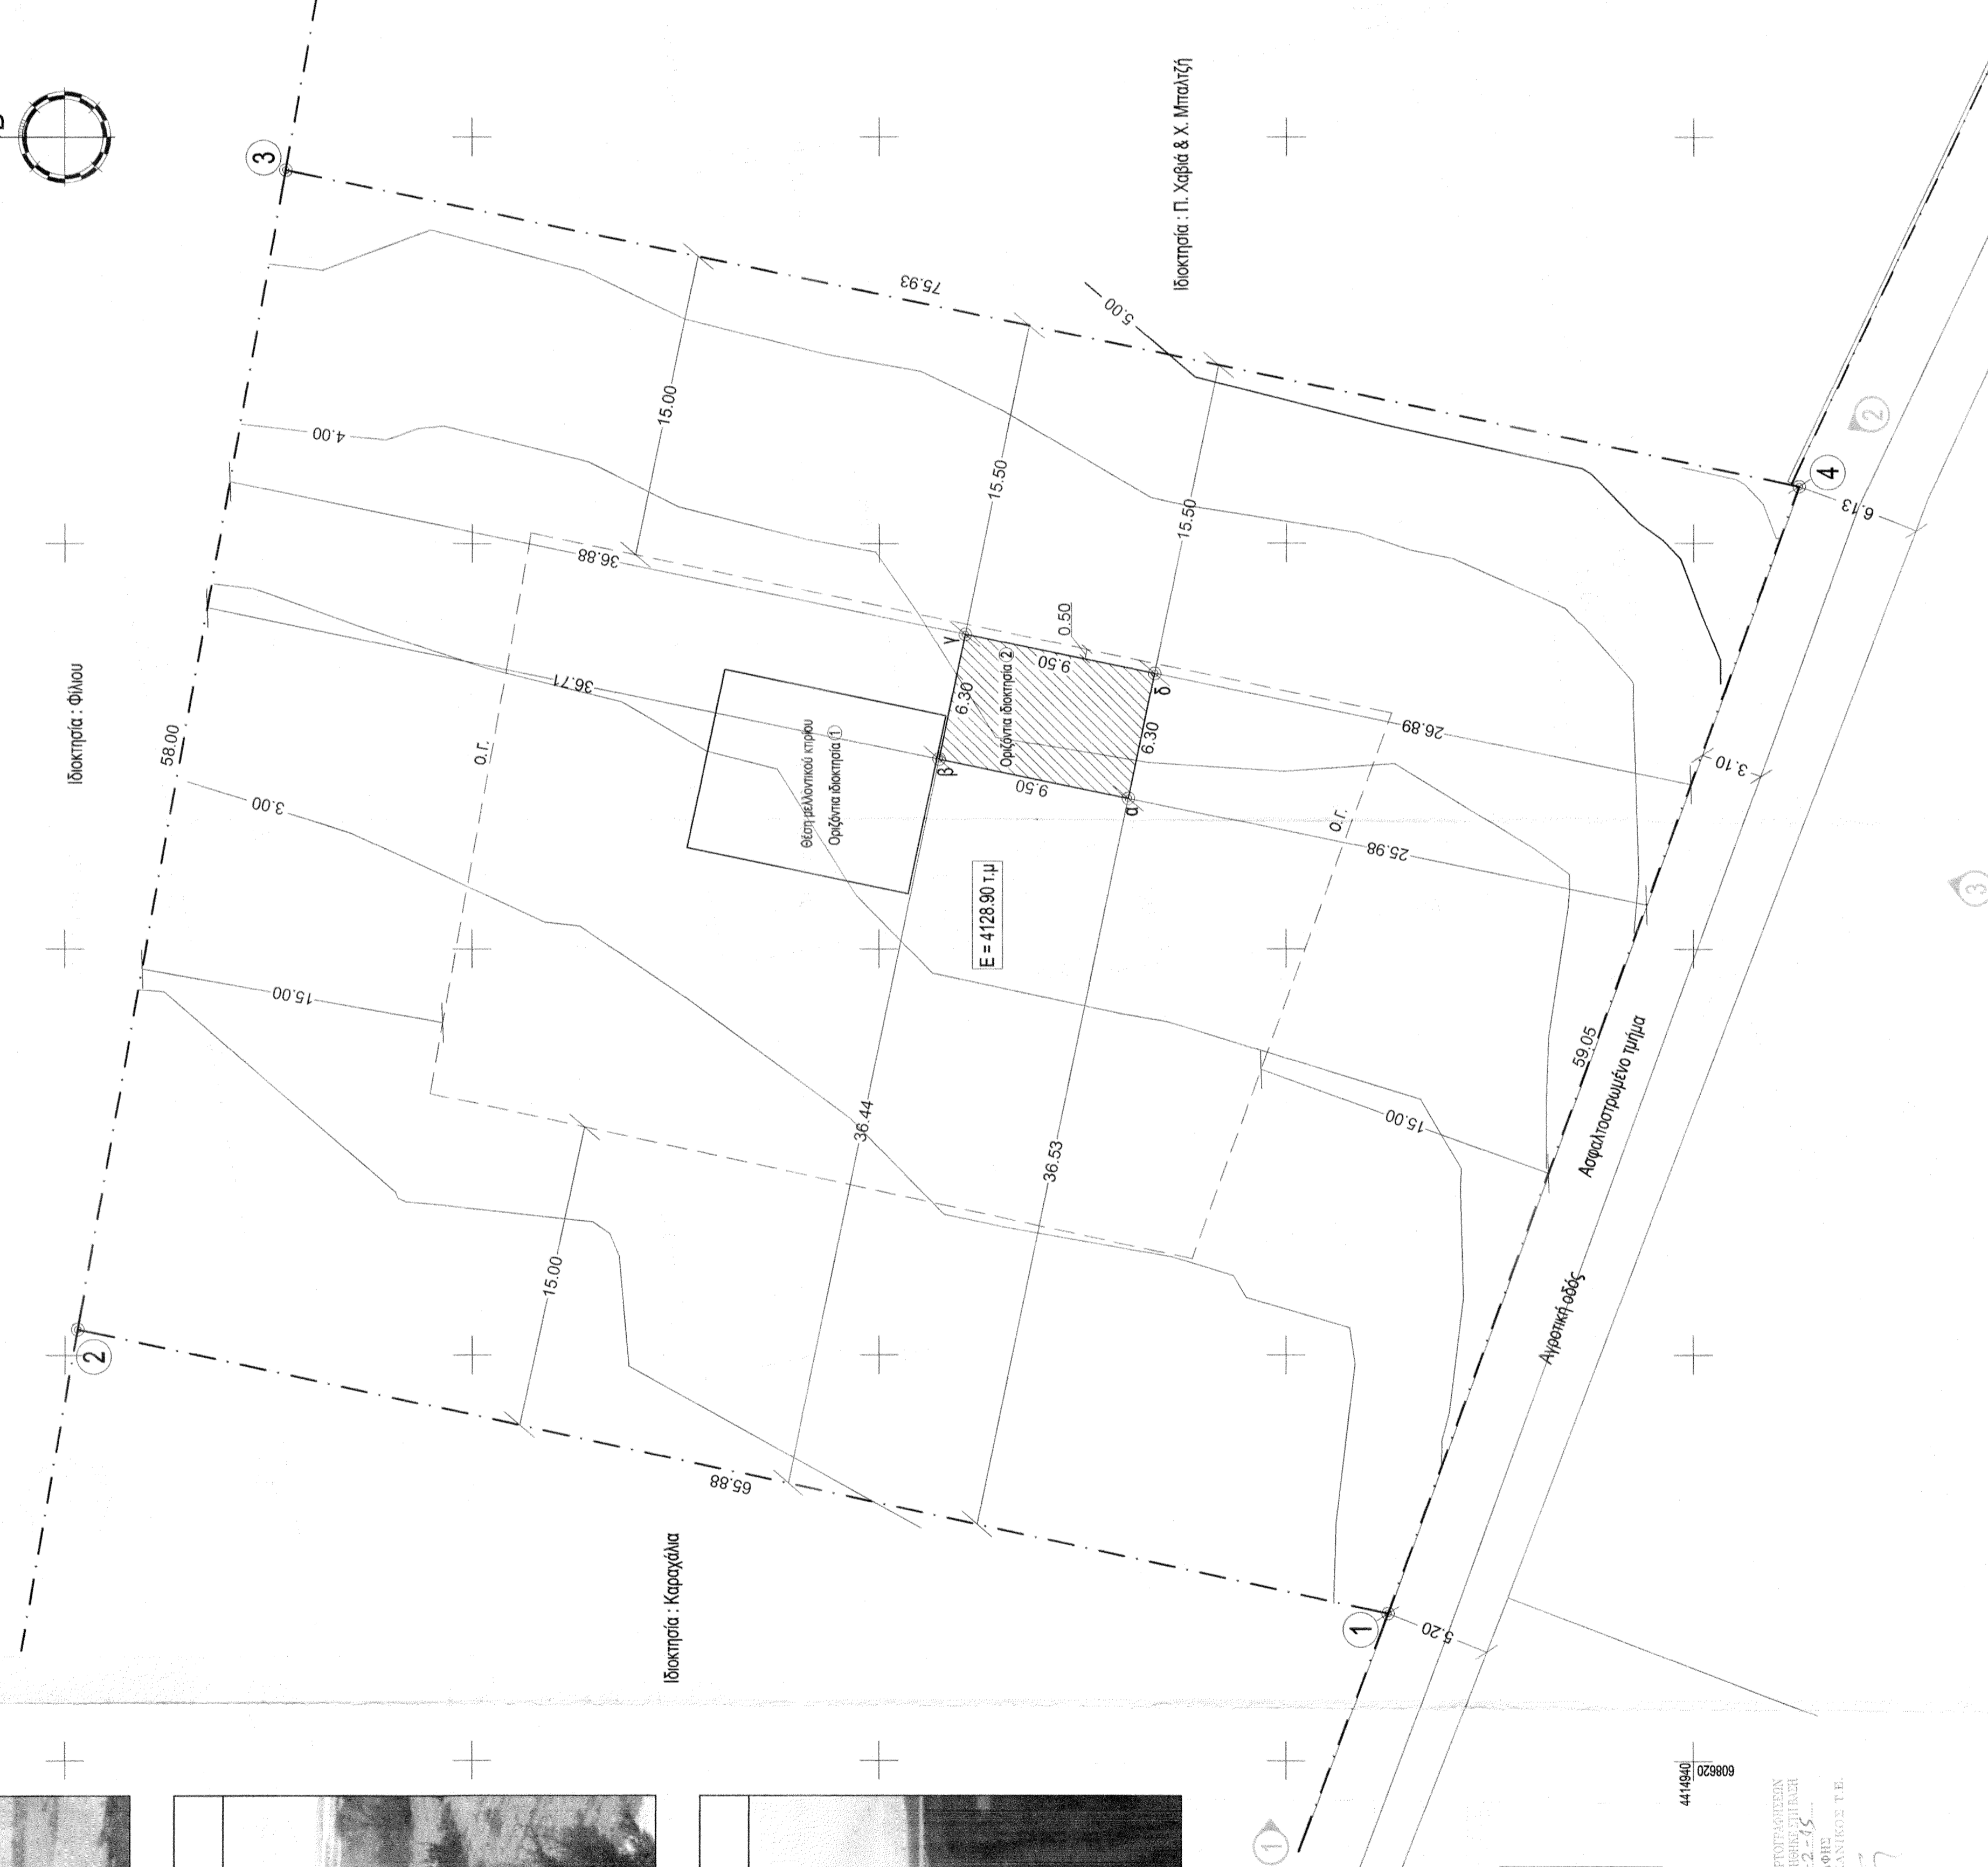 3
Ιδιοκτησία : Π. Χαβιά & Χ. Μπαλτζή
75.93
5.00
15.00
4.00
15.50
15.50
2
4
6.13
36.88
0.50
Ιδιοκτησία : Φίλιου
58.00
ο.γ.
36.71
γ
6.30
9.50
Οριζόντια ιδιοκτησία 2
δ
6.30
26.89
3.10
3.00
Θέση μελλοντικού κτιρίου
Οριζόντια ιδιοκτησία 1
β
9.50
α
ο.γ.
25.98
3
Ε = 4128.90 τ.μ
15.00
59.05
Ασφαλτοστρωμένο τμήμα
15.00
36.44
36.53
15.00
Αγροτική οδός
2
65.88
Ιδιοκτησία : Καραχάλια
1
5.20
4414940
608620
1